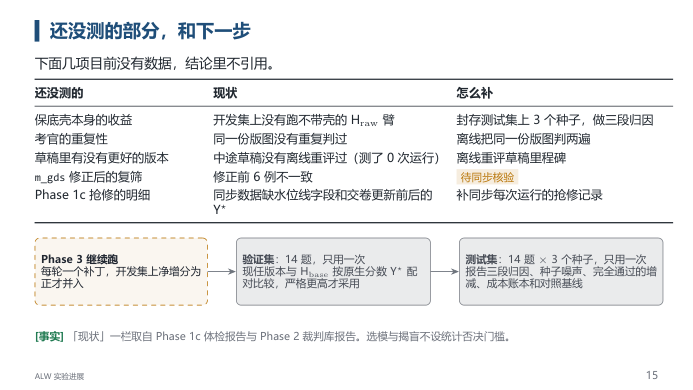 还没测的部分，和下一步
下面几项目前没有数据，结论里不引用。
还没测的 现状 怎么补
保底壳本身的收益 开发集上没有跑不带壳的 H_raw 臂 封存测试集上 3 个种子，做三段归因
考官的重复性 同一份版图没有重复判过 离线把同一份版图判两遍
草稿里有没有更好的版本 中途草稿没有离线重评过（测了 0 次运行） 离线重评草稿里程碑
m_gds 修正后的复筛 修正前 6 例不一致 待同步核验
Phase 1c 抢修的明细 同步数据缺水位线字段和交卷更新前后的 补同步每次运行的抢修记录
Y*
Phase 3 继续跑
每轮一个补丁，开发集上净增分为
正才并入
验证集：14 题，只用一次
现任版本与 H_base 按原生分数 Y* 配
对比较，严格更高才采用
测试集：14 题 × 3 个种子，只用一次
报告三段归因、种子噪声、完全通过的增
减、成本账本和对照基线
[事实] 「现状」一栏取自 Phase 1c 体检报告与 Phase 2 裁判库报告。选模与揭盲不设统计否决门槛。
ALW 实验进展 15